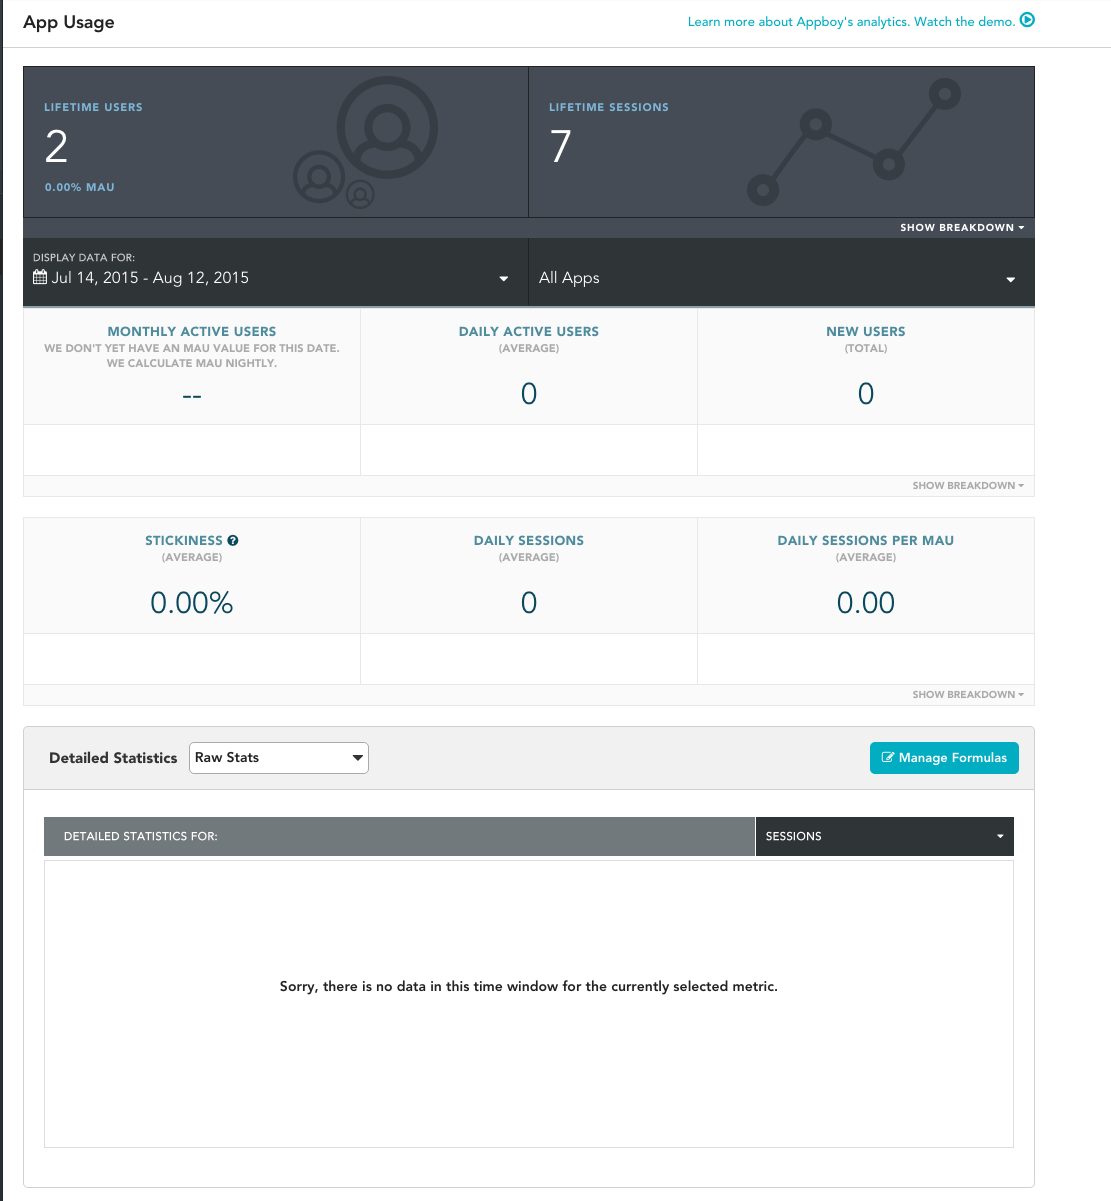 App Usage
Learn more about Appboy's analytics. Watch the demo.
LIFETIME USERS
2
0.00% MAU
LIFETIME SESSIONS
7
SHOW BREAKDOWN
DISPLAY DATA FOR:
Jul 14, 2015 - Aug 12, 2015
All Apps
MONTHLY ACTIVE USERS
WE DON'T YET HAVE AN MAU VALUE FOR THIS DATE.
WE CALCULATE MAU NIGHTLY.
--
DAILY ACTIVE USERS
(AVERAGE)
0
NEW USERS
(TOTAL)
0
SHOW BREAKDOWN
STICKINESS ?
(AVERAGE)
0.00%
DAILY SESSIONS
(AVERAGE)
0
DAILY SESSIONS PER MAU
(AVERAGE)
0.00
SHOW BREAKDOWN
Detailed Statistics
Raw Stats
Manage Formulas
DETAILED STATISTICS FOR:
SESSIONS
Sorry, there is no data in this time window for the currently selected metric.